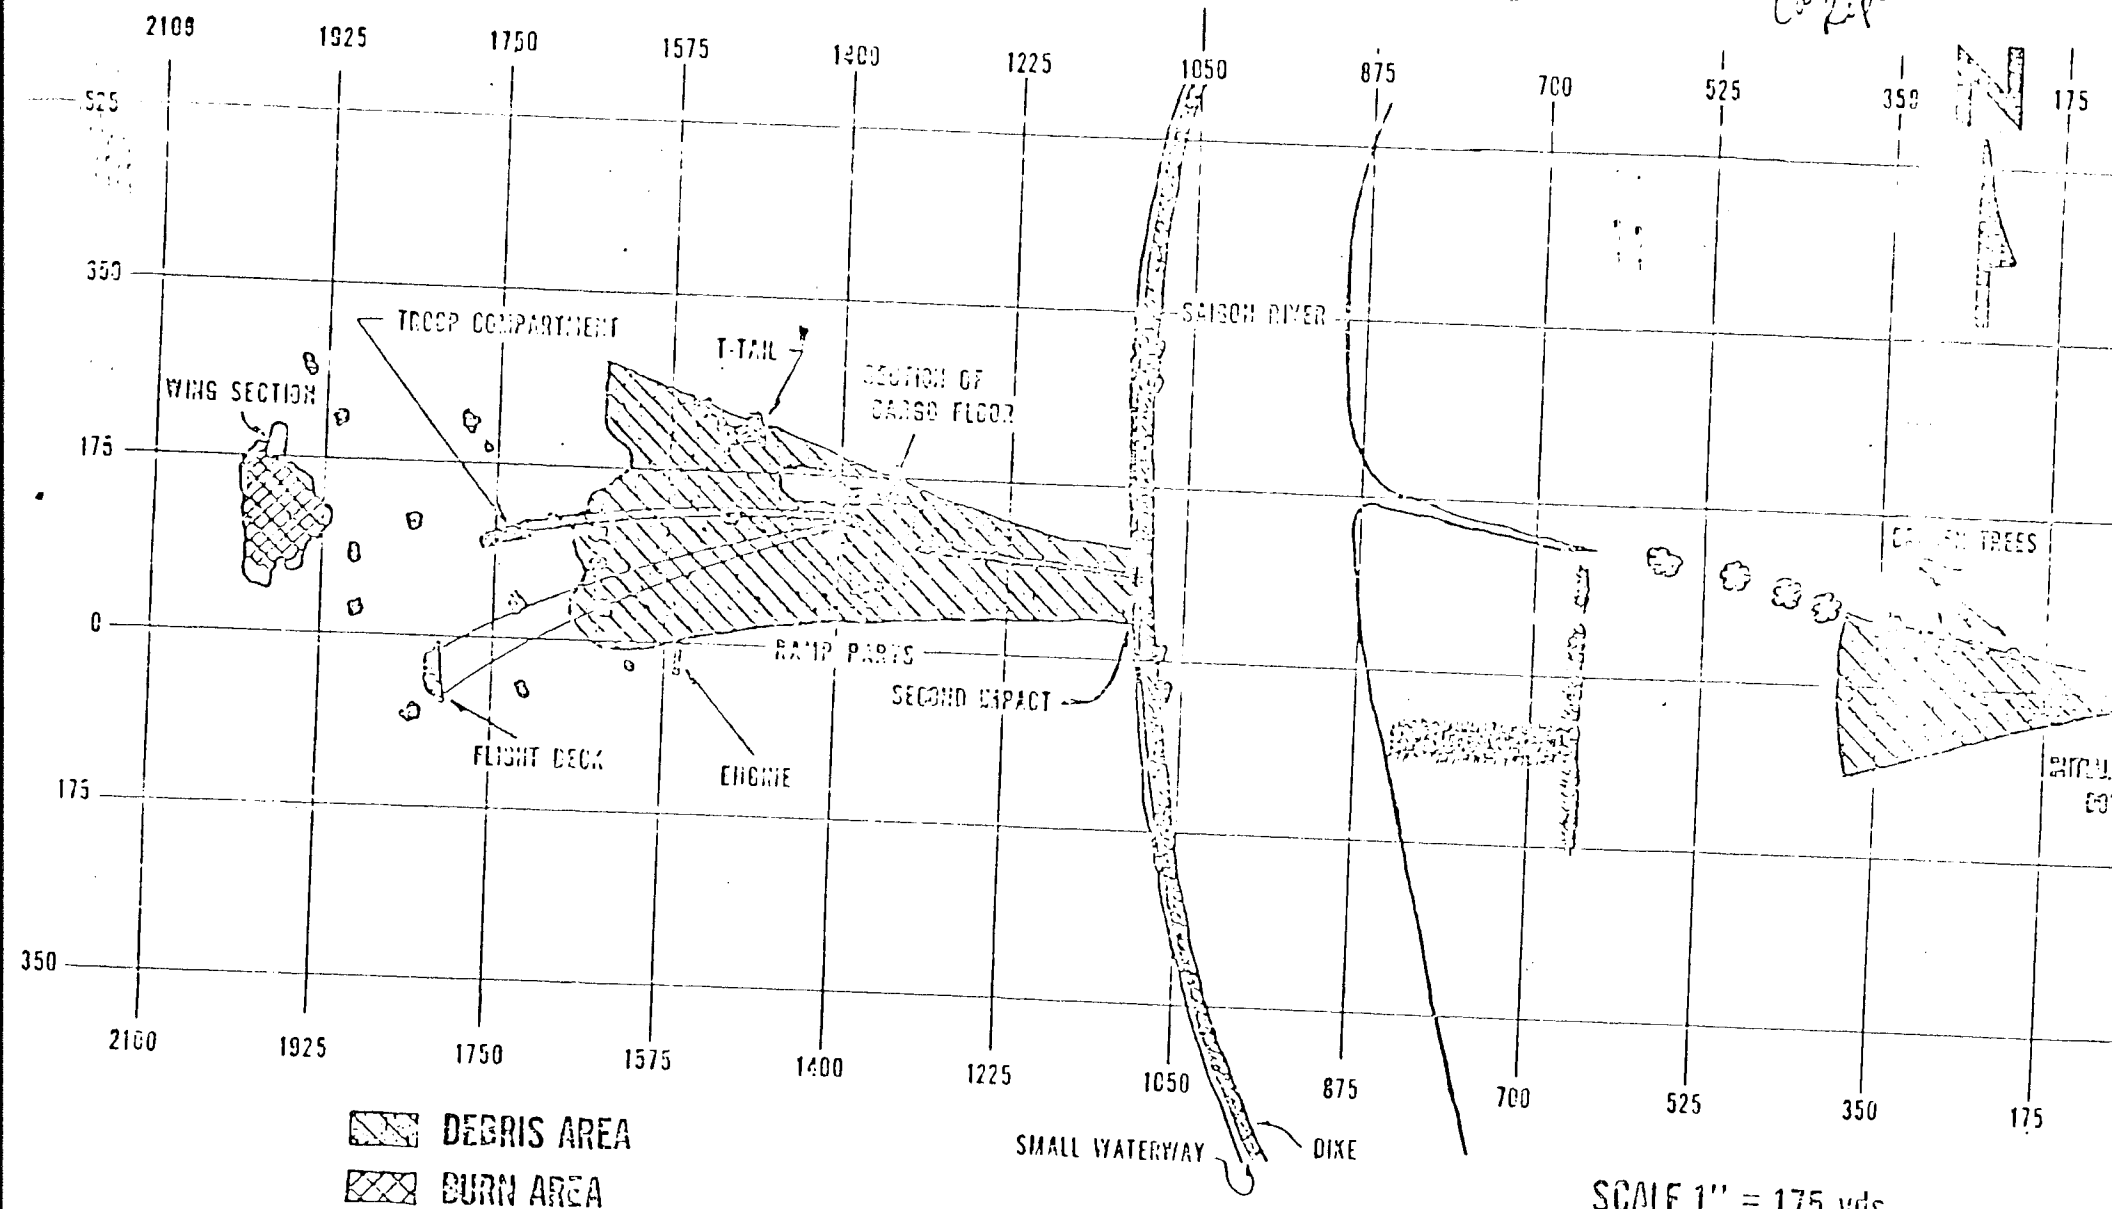 2109 1925 1750 1575 1400 1225 1050 875 700 525 350 175
525
N
350
SAIGON RIVER
TROOP COMPARTMENT
T-TAIL
SECTION OF
CARGO FLOOR
WING SECTION
175
TREES
0
RAMP PARTS
SECOND IMPACT
FLIGHT DECK
ENGINE
175
350
2100 1925 1750 1575 1400 1225 1050 875 700 525 350 175
DEBRIS AREA
SMALL WATERWAY
DIKE
BURN AREA
SCALE 1" = 175 yds